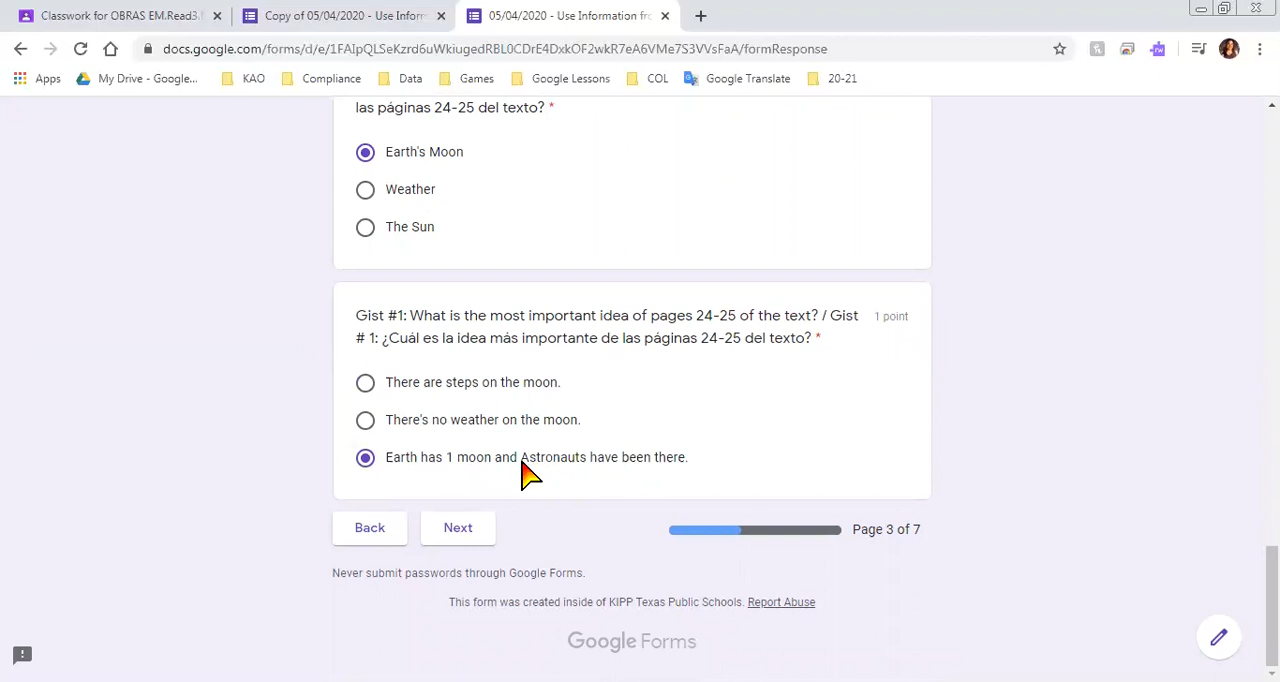 Classwork for OBRAS EM.Read3.
Copy of 05/04/2020 - Use Inform
05/04/2020 - Use Information fr
docs.google.com/forms/d/e/1FAIpQLSeKzrd6uWkiugedRBL0CDrE4DxkOF2wkR7eA6VMe7S3VVsFaA/formResponse
Apps My Drive - Google... KAO Compliance Data Games Google Lessons COL Google Translate 20-21
las páginas 24-25 del texto? *
Earth's Moon
Weather
The Sun
Gist #1: What is the most important idea of pages 24-25 of the text? / Gist 1 point
# 1: ¿Cuál es la idea más importante de las páginas 24-25 del texto? *
There are steps on the moon.
There's no weather on the moon.
Earth has 1 moon and Astronauts have been there.
Back Next Page 3 of 7
Never submit passwords through Google Forms.
This form was created inside of KIPP Texas Public Schools. Report Abuse
Google Forms